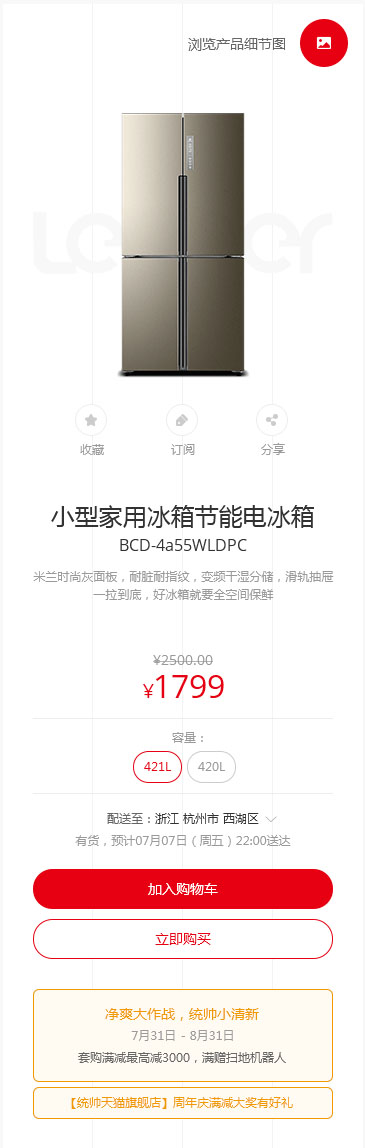 浏览产品细节图
Leader
收藏
订阅
分享
小型家用冰箱节能电冰箱
BCD-4a55WLDPC
米兰时尚灰面板，耐脏耐指纹，变频干湿分储，滑轨抽屉
一拉到底，好冰箱就要全空间保鲜
¥2500.00
¥1799
容量：
421L
420L
配送至：浙江 杭州市 西湖区
有货，预计07月07日（周五）22:00送达
加入购物车
立即购买
净爽大作战，统帅小清新
7月31日 - 8月31日
套购满减最高减3000，满赠扫地机器人
【统帅天猫旗舰店】周年庆满减大奖有好礼